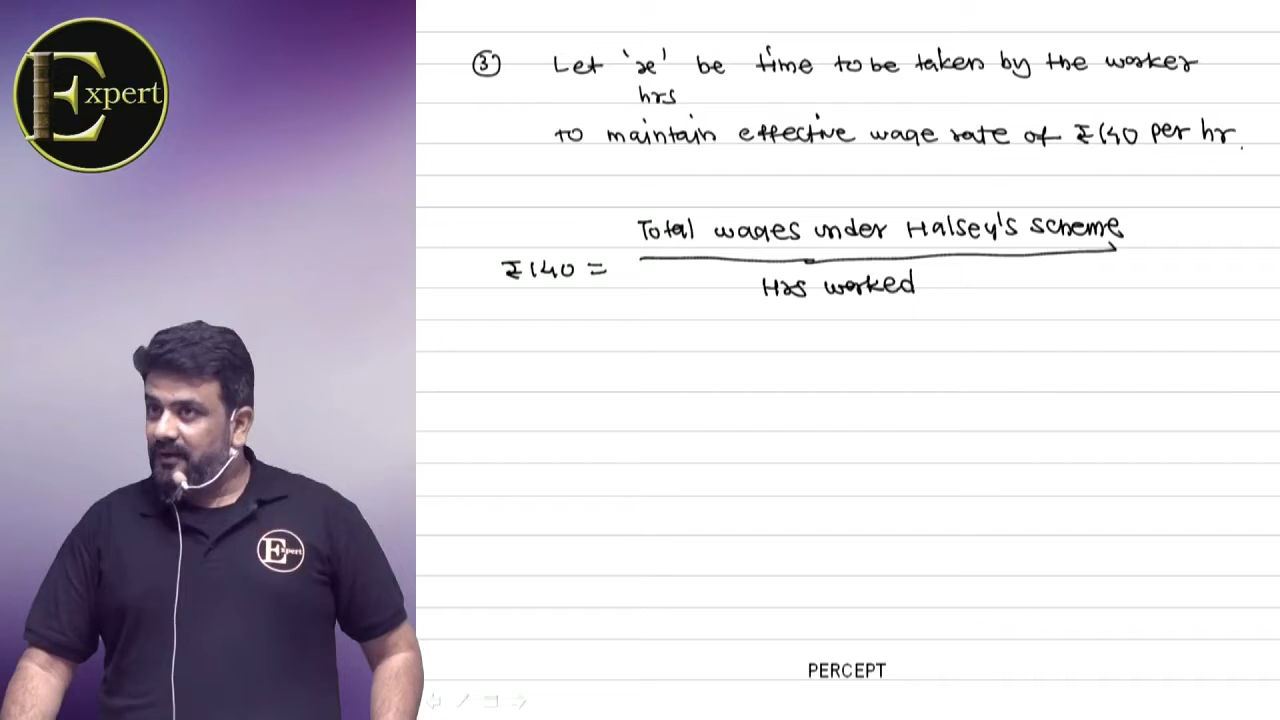 Expert
③ Let 'x' be time to be taken by the worker
hrs
to maintain effective wage rate of ₹140 per hr.
Total wages under Halsey's scheme
₹140 =
Hrs worked
Expert
PERCEPT